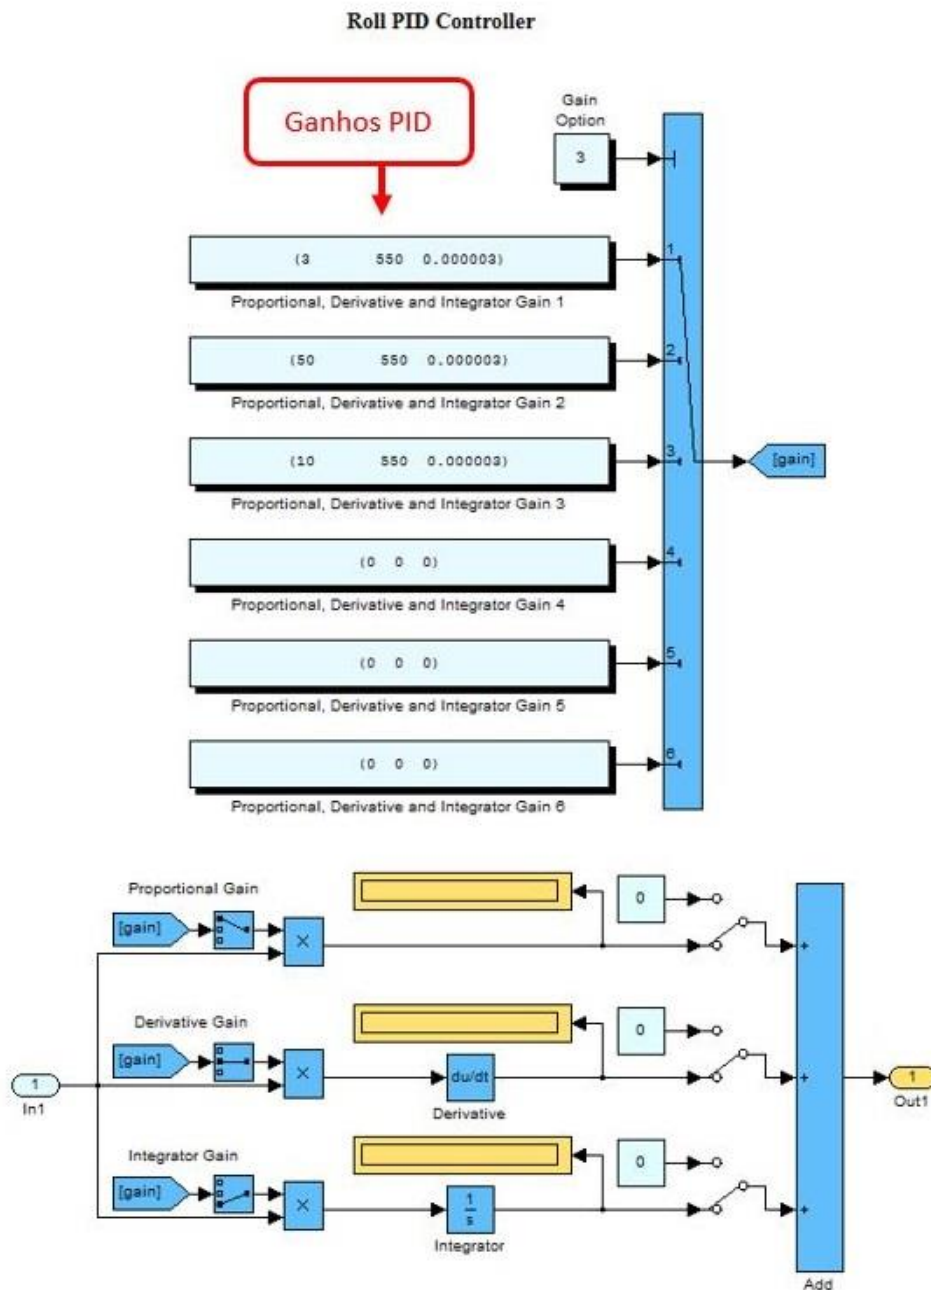 Roll PID Controller
Ganhos PID
Gain
Option
3
(3 550 0.000003)
1
Proportional, Derivative and Integrator Gain 1
(50 550 0.000003)
2
Proportional, Derivative and Integrator Gain 2
(10 550 0.000003)
3
[gain]
Proportional, Derivative and Integrator Gain 3
(0 0 0)
4
Proportional, Derivative and Integrator Gain 4
(0 0 0)
5
Proportional, Derivative and Integrator Gain 5
(0 0 0)
6
Proportional, Derivative and Integrator Gain 6
Proportional Gain
[gain]
×
0
+
Derivative Gain
[gain]
×
du/dt
Derivative
0
+
1
In1
1
Out1
Integrator Gain
[gain]
×
1
s
Integrator
0
+
Add